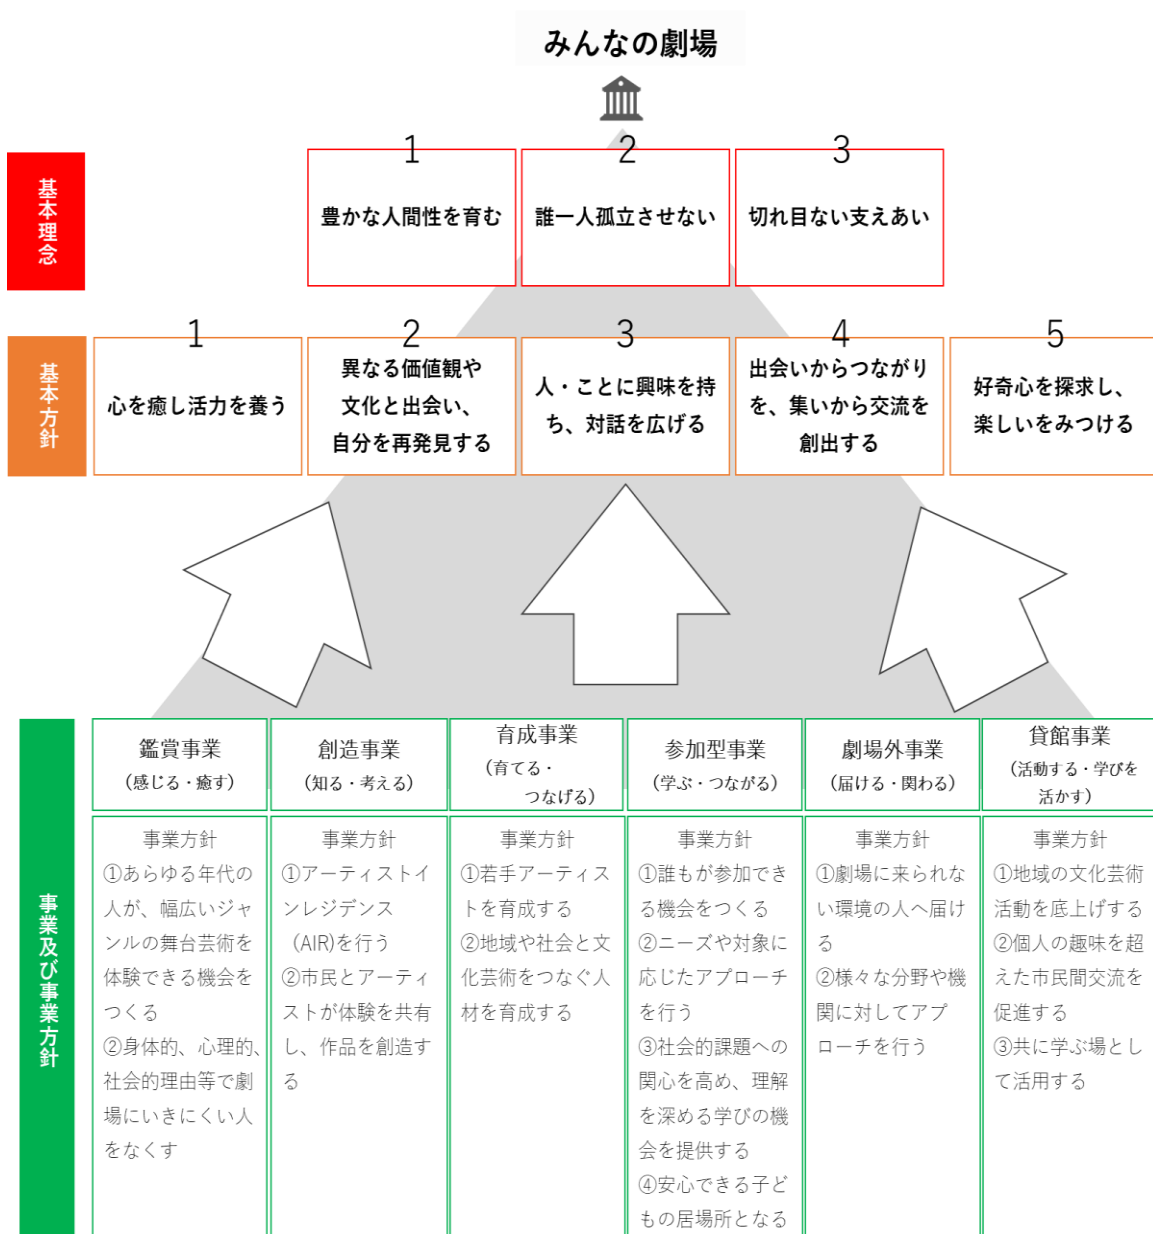 みんなの劇場
基本理念
1
豊かな人間性を育む
2
誰一人孤立させない
3
切れ目ない支えあい
基本方針
1
心を癒し活力を養う
2
異なる価値観や
文化と出会い、
自分を再発見する
3
人・ことに興味を持
ち、対話を広げる
4
出会いからつながり
を、集いから交流を
創出する
5
好奇心を探求し、
楽しいをみつける
事業及び事業方針
鑑賞事業
（感じる・癒す）
事業方針
①あらゆる年代の
人が、幅広いジャ
ンルの舞台芸術を
体験できる機会を
つくる
②身体的、心理的、
社会的理由等で劇
場にいきにくい人
をなくす
創造事業
（知る・考える）
事業方針
①アーティストイ
ンレジデンス
（AIR)を行う
②市民とアーティ
ストが体験を共有
し、作品を創造す
る
育成事業
（育てる・
つなげる）
事業方針
①若手アーティス
トを育成する
②地域や社会と文
化芸術をつなぐ人
材を育成する
参加型事業
（学ぶ・つながる）
事業方針
①誰もが参加でき
る機会をつくる
②ニーズや対象に
応じたアプローチ
を行う
③社会的課題への
関心を高め、理解
を深める学びの機
会を提供する
④安心できる子ど
もの居場所となる
劇場外事業
（届ける・関わる）
事業方針
①劇場に来られな
い環境の人へ届け
る
②様々な分野や機
関に対してアプ
ローチを行う
貸館事業
（活動する・学びを
活かす）
事業方針
①地域の文化芸術
活動を底上げする
②個人の趣味を超
えた市民間交流を
促進する
③共に学ぶ場とし
て活用する